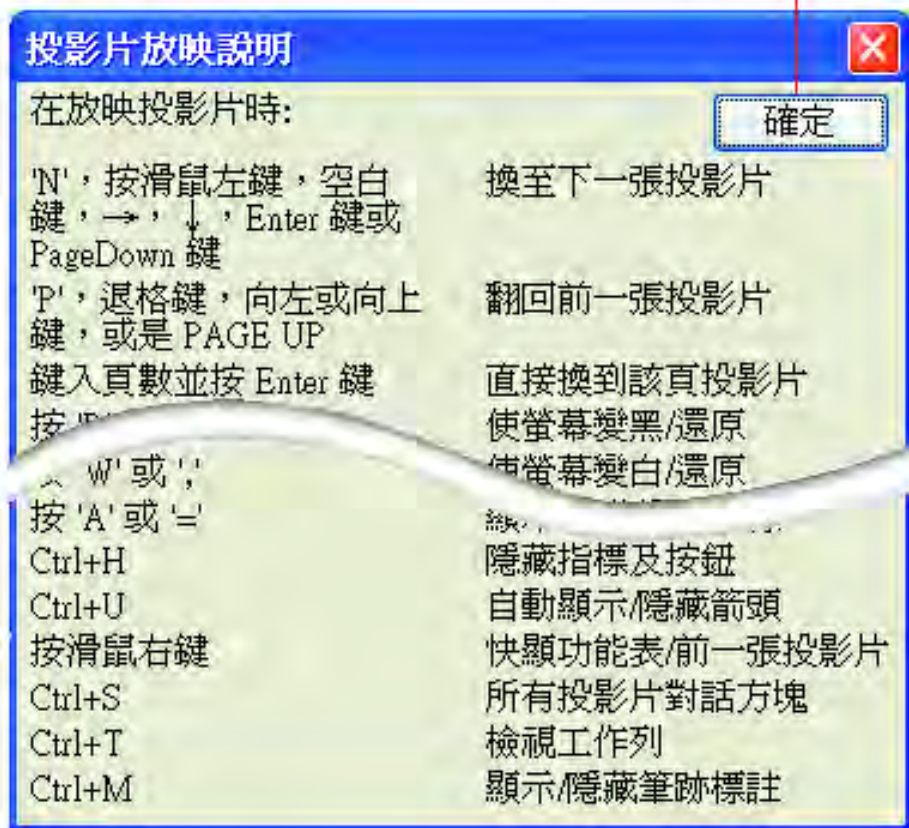 投影片放映說明
在放映投影片時:
確定
'N'，按滑鼠左鍵，空白
鍵，→，↓，Enter 鍵或
PageDown 鍵
換至下一張投影片
'P'，退格鍵，向左或向上
鍵，或是 PAGE UP
翻回前一張投影片
鍵入頁數並按 Enter 鍵
直接換到該頁投影片
按
使螢幕變黑/還原
W' 或 ','
使螢幕變白/還原
按 'A' 或 '='
Ctrl+H
隱藏指標及按鈕
Ctrl+U
自動顯示/隱藏箭頭
按滑鼠右鍵
快顯功能表/前一張投影片
Ctrl+S
所有投影片對話方塊
Ctrl+T
檢視工作列
Ctrl+M
顯示/隱藏筆跡標註